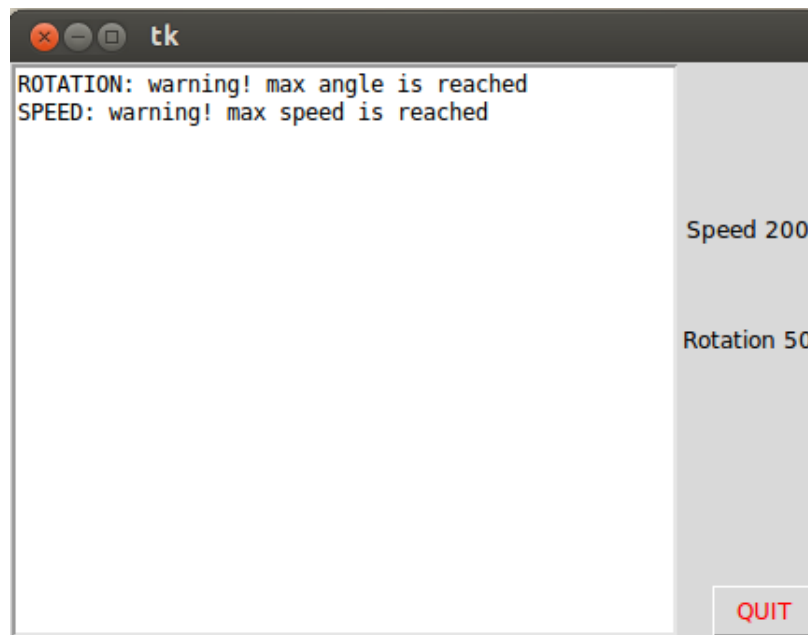 tk
ROTATION: warning! max angle is reached
SPEED: warning! max speed is reached
Speed 200
Rotation 50
QUIT